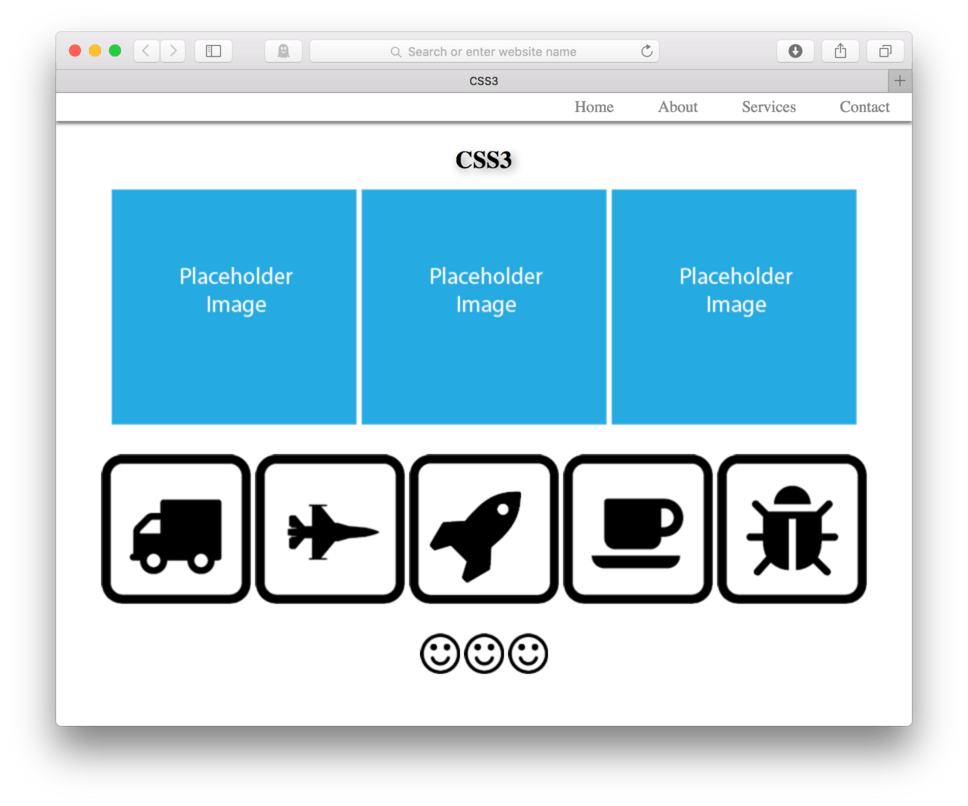 Search or enter website name
CSS3
Home About Services Contact
CSS3
Placeholder Image
Placeholder Image
Placeholder Image